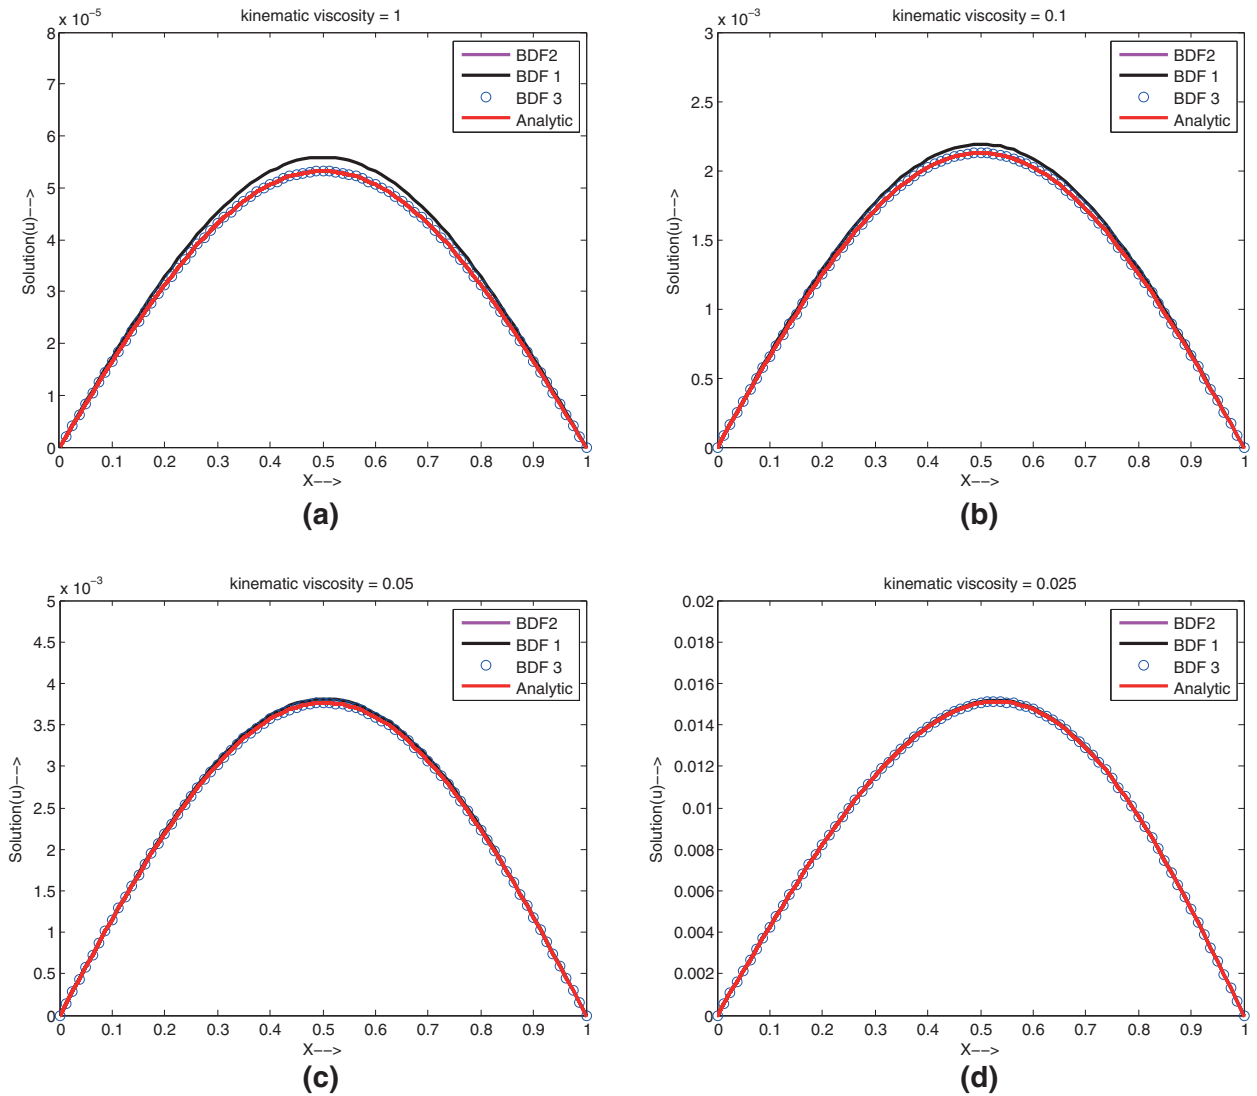 kinematic viscosity = 1
x 10⁻⁵
8
7
6
5
4
3
2
1
0
Solution(u)−−>
BDF2
BDF 1
BDF 3
Analytic
0 0.1 0.2 0.3 0.4 0.5 0.6 0.7 0.8 0.9 1
X−−>
(a)
kinematic viscosity = 0.1
x 10⁻³
3
2.5
2
1.5
1
0.5
0
Solution(u)−−>
BDF2
BDF 1
BDF 3
Analytic
0 0.1 0.2 0.3 0.4 0.5 0.6 0.7 0.8 0.9 1
X−−>
(b)
kinematic viscosity = 0.05
x 10⁻³
5
4.5
4
3.5
3
2.5
2
1.5
1
0.5
0
Solution(u)−−>
BDF2
BDF 1
BDF 3
Analytic
0 0.1 0.2 0.3 0.4 0.5 0.6 0.7 0.8 0.9 1
X−−>
(c)
kinematic viscosity = 0.025
0.02
0.018
0.016
0.014
0.012
0.01
0.008
0.006
0.004
0.002
0
Solution(u)−−>
BDF2
BDF 1
BDF 3
Analytic
0 0.1 0.2 0.3 0.4 0.5 0.6 0.7 0.8 0.9 1
X−−>
(d)